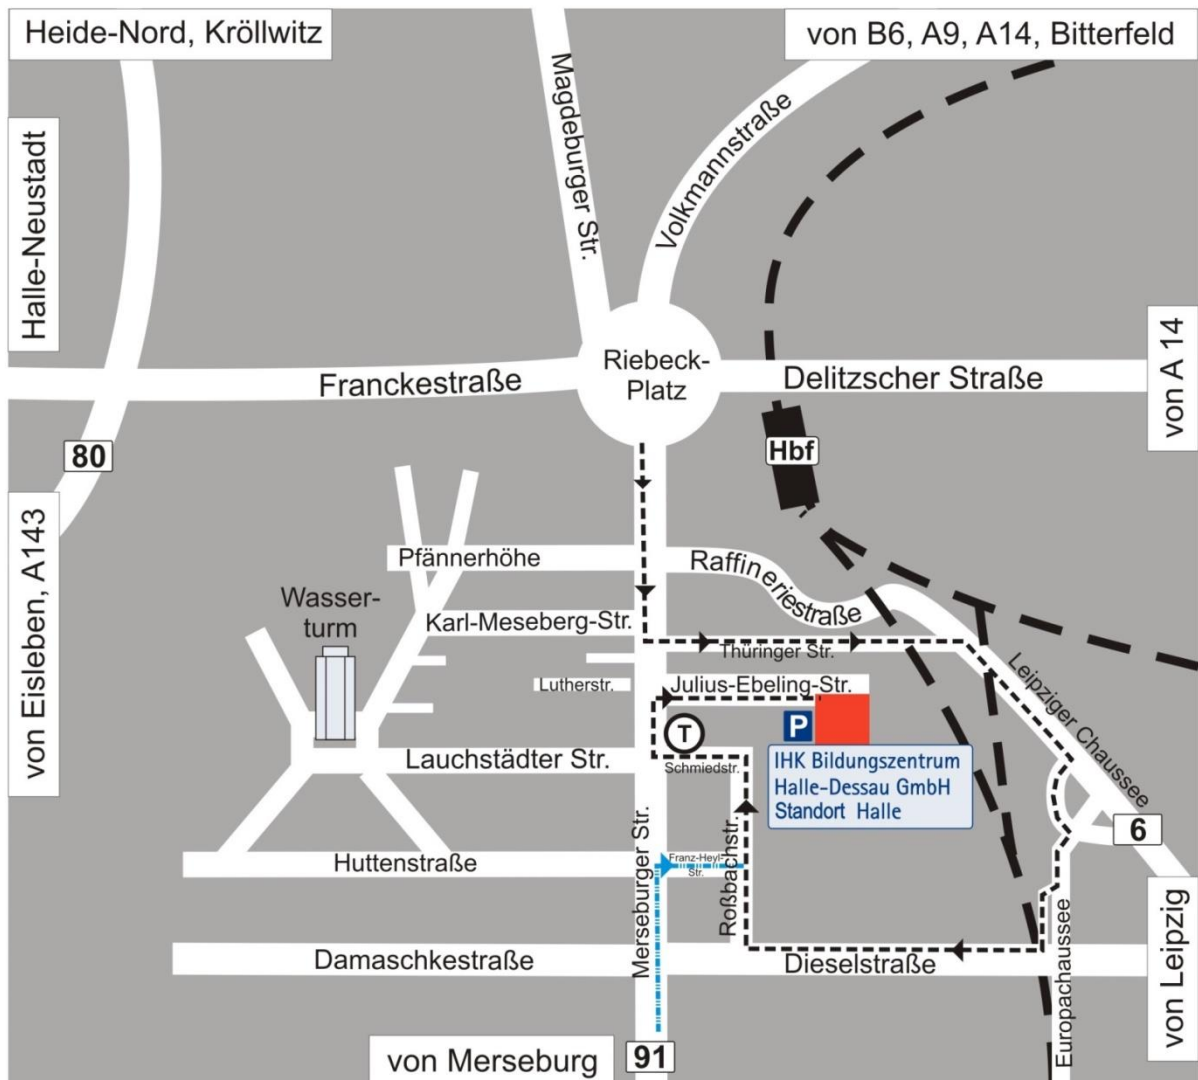 Heide-Nord, Kröllwitz
von B6, A9, A14, Bitterfeld
Magdeburger Str.
Volkmannstraße
Halle-Neustadt
Riebeck-
Platz
Franckestraße
Delitzscher Straße
von A 14
80
Hbf
von Eisleben, A143
Pfännerhöhe
Raffineriestraße
Wasser-
turm
Karl-Meseberg-Str.
Thüringer Str.
Leipziger Chaussee
Lutherstr.
Julius-Ebeling-Str.
T
P
Lauchstädter Str.
Schmiedstr.
IHK Bildungszentrum
Halle-Dessau GmbH
Standort Halle
6
Merseburger Str.
Huttenstraße
Franz-Heyl-
Str.
Roßbachstr.
Europachaussee
Damaschkestraße
Dieselstraße
von Leipzig
von Merseburg
91